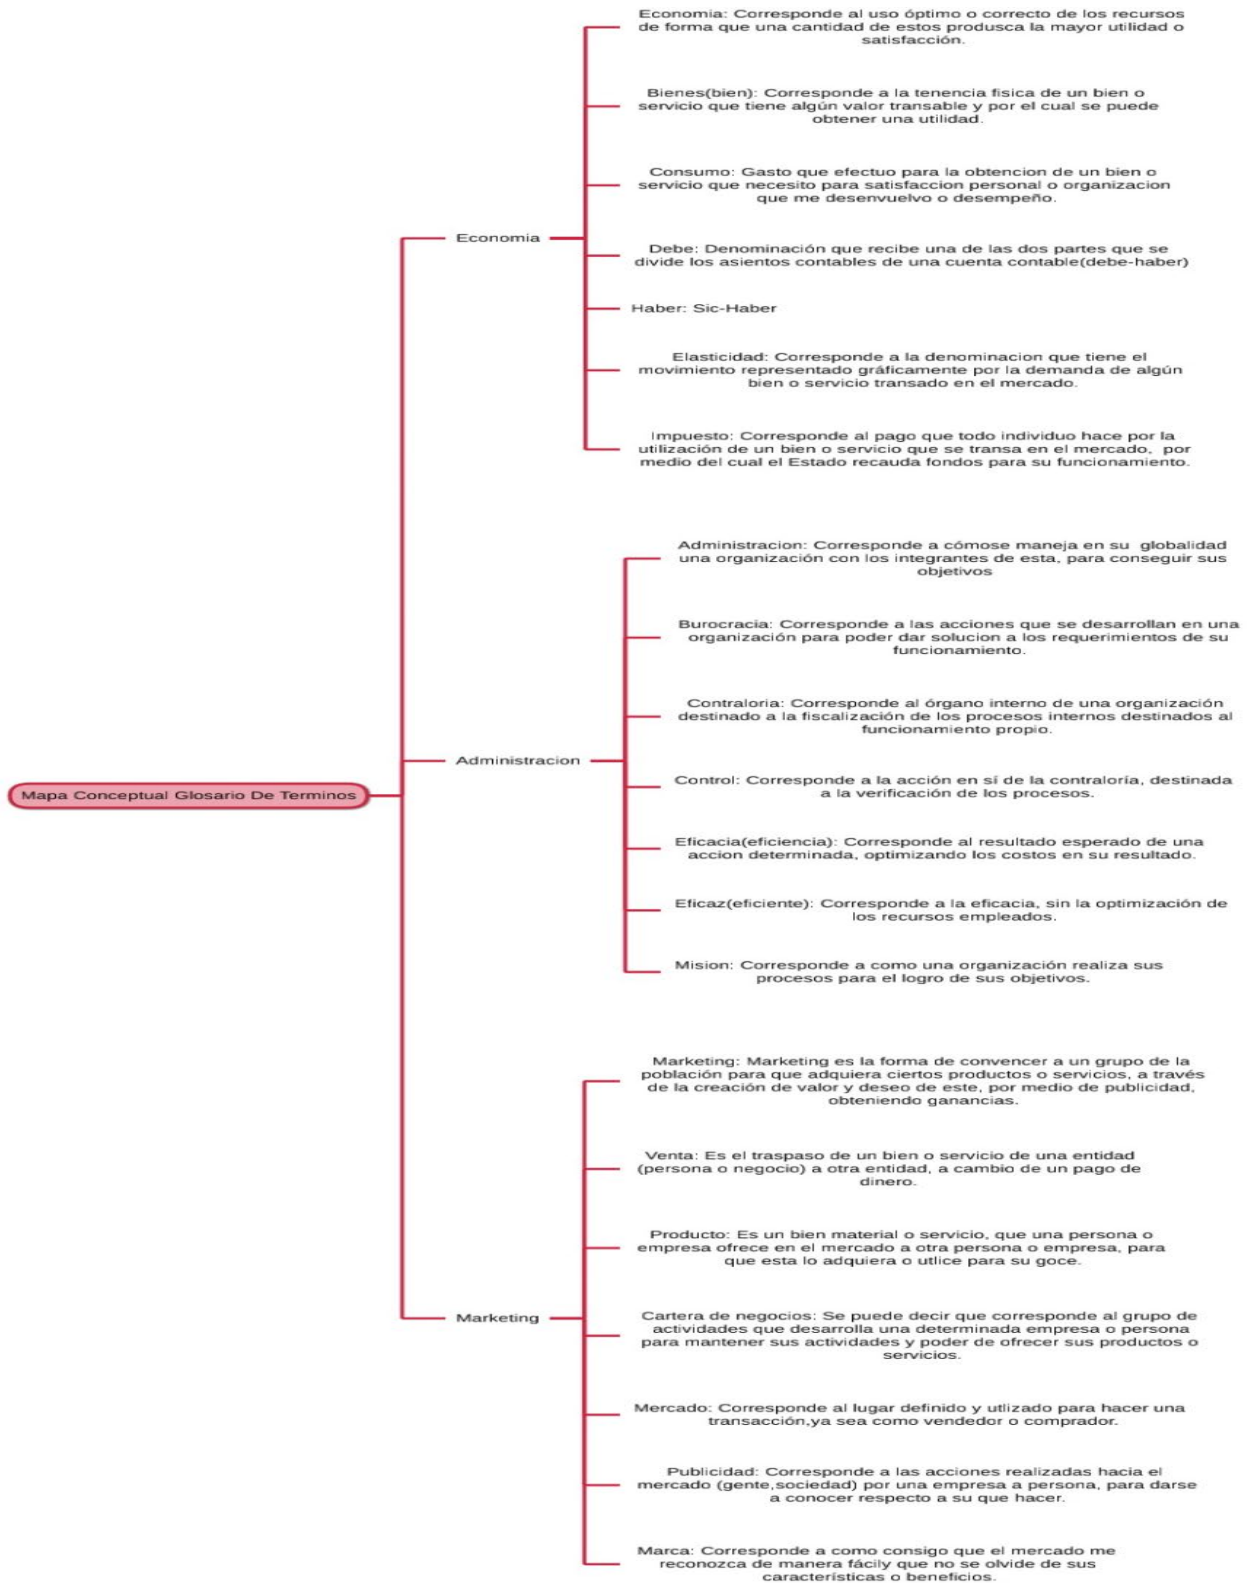 Economia: Corresponde al uso óptimo o correcto de los recursos
de forma que una cantidad de estos produsca la mayor utilidad o
satisfacción.
Bienes(bien): Corresponde a la tenencia fisica de un bien o
servicio que tiene algún valor transable y por el cual se puede
obtener una utilidad.
Consumo: Gasto que efectuo para la obtencion de un bien o
servicio que necesito para satisfaccion personal o organizacion
que me desenvuelvo o desempeño.
Economia
Debe: Denominación que recibe una de las dos partes que se
divide los asientos contables de una cuenta contable(debe-haber)
Haber: Sic-Haber
Elasticidad: Corresponde a la denominacion que tiene el
movimiento representado gráficamente por la demanda de algún
bien o servicio transado en el mercado.
Impuesto: Corresponde al pago que todo individuo hace por la
utilización de un bien o servicio que se transa en el mercado,  por
medio del cual el Estado recauda fondos para su funcionamiento.
Administracion: Corresponde a cómose maneja en su  globalidad
una organización con los integrantes de esta, para conseguir sus
objetivos
Burocracia: Corresponde a las acciones que se desarrollan en una
organización para poder dar solucion a los requerimientos de su
funcionamiento.
Contraloria: Corresponde al órgano interno de una organización
destinado a la fiscalización de los procesos internos destinados al
funcionamiento propio.
Administracion
Control: Corresponde a la acción en sí de la contraloría, destinada
a la verificación de los procesos.
Mapa Conceptual Glosario De Terminos
Eficacia(eficiencia): Corresponde al resultado esperado de una
accion determinada, optimizando los costos en su resultado.
Eficaz(eficiente): Corresponde a la eficacia, sin la optimización de
los recursos empleados.
Mision: Corresponde a como una organización realiza sus
procesos para el logro de sus objetivos.
Marketing: Marketing es la forma de convencer a un grupo de la
población para que adquiera ciertos productos o servicios, a través
de la creación de valor y deseo de este, por medio de publicidad,
obteniendo ganancias.
Venta: Es el traspaso de un bien o servicio de una entidad
(persona o negocio) a otra entidad, a cambio de un pago de
dinero.
Producto: Es un bien material o servicio, que una persona o
empresa ofrece en el mercado a otra persona o empresa, para
que esta lo adquiera o utlice para su goce.
Marketing
Cartera de negocios: Se puede decir que corresponde al grupo de
actividades que desarrolla una determinada empresa o persona
para mantener sus actividades y poder de ofrecer sus productos o
servicios.
Mercado: Corresponde al lugar definido y utlizado para hacer una
transacción,ya sea como vendedor o comprador.
Publicidad: Corresponde a las acciones realizadas hacia el
mercado (gente,sociedad) por una empresa a persona, para darse
a conocer respecto a su que hacer.
Marca: Corresponde a como consigo que el mercado me
reconozca de manera fácily que no se olvide de sus
características o beneficios.